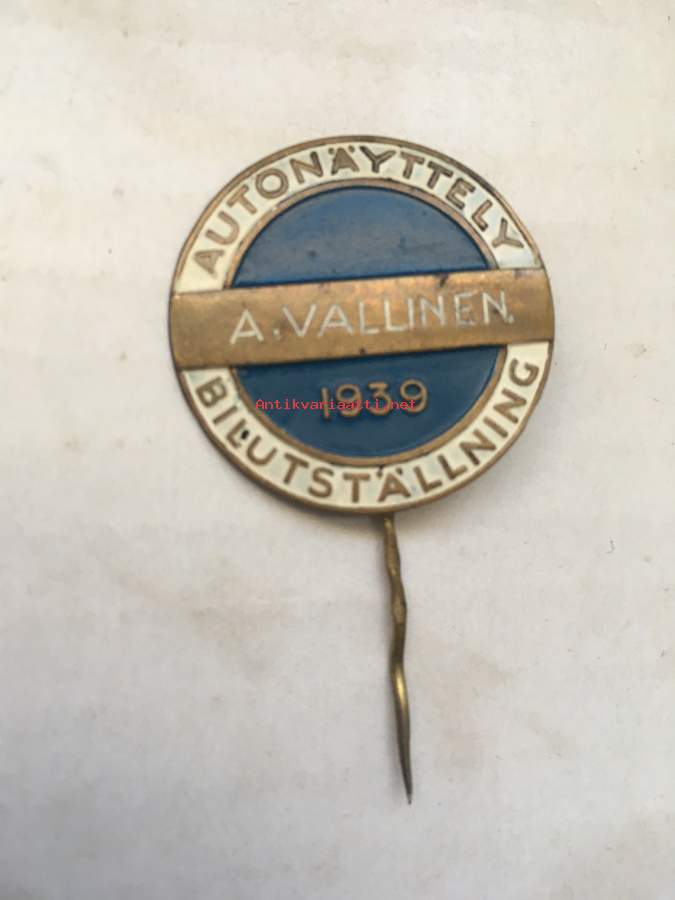 AUTONÄYTTELY
A. VALLINEN.
1939
Antikvariaatti.net
BILUTSTÄLLNING